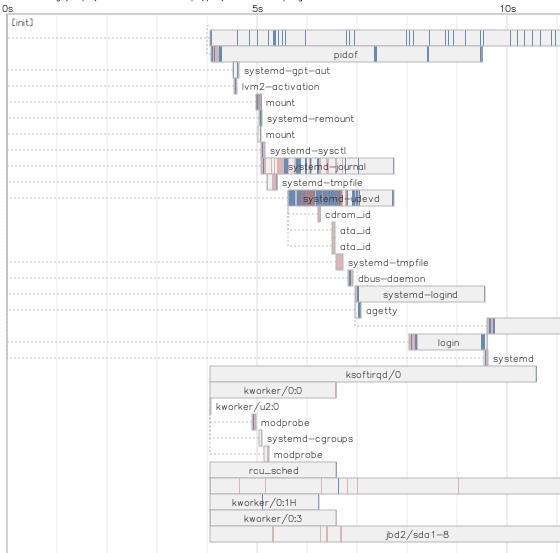 0s 5s 10s
[init]
pidof
systemd-gpt-aut
lvm2-activation
mount
systemd-remount
mount
systemd-sysctl
systemd-journal
systemd-tmpfile
systemd-udevd
cdrom_id
ata_id
ata_id
systemd-tmpfile
dbus-daemon
systemd-logind
agetty
login
systemd
ksoftirqd/0
kworker/0:0
kworker/u2:0
modprobe
systemd-cgroups
modprobe
rcu_sched
kworker/0:1H
kworker/0:3
jbd2/sda1-8